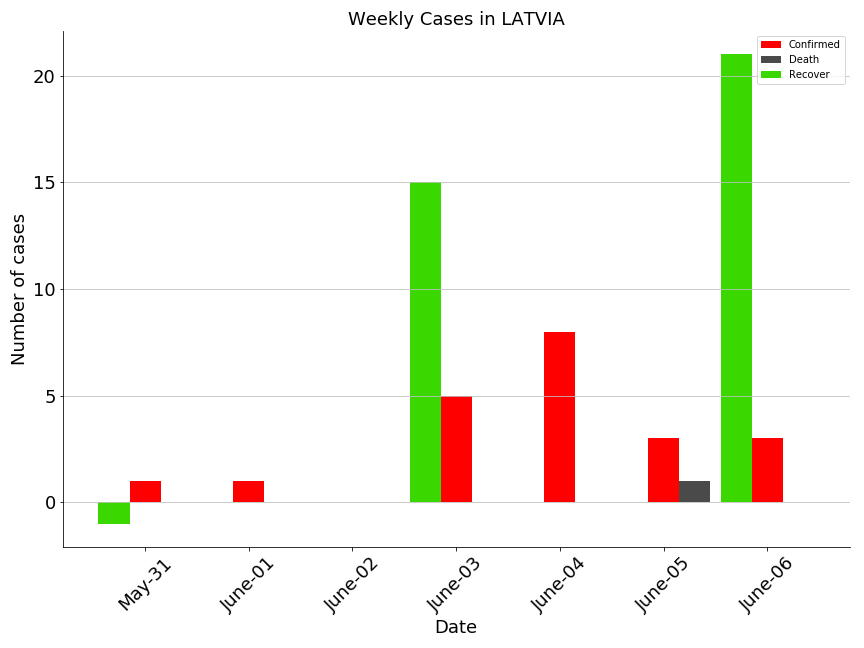 Weekly Cases in LATVIA
Confirmed
Death
Recover
20
15
10
5
0
Number of cases
May-31
June-01
June-02
June-03
June-04
June-05
June-06
Date